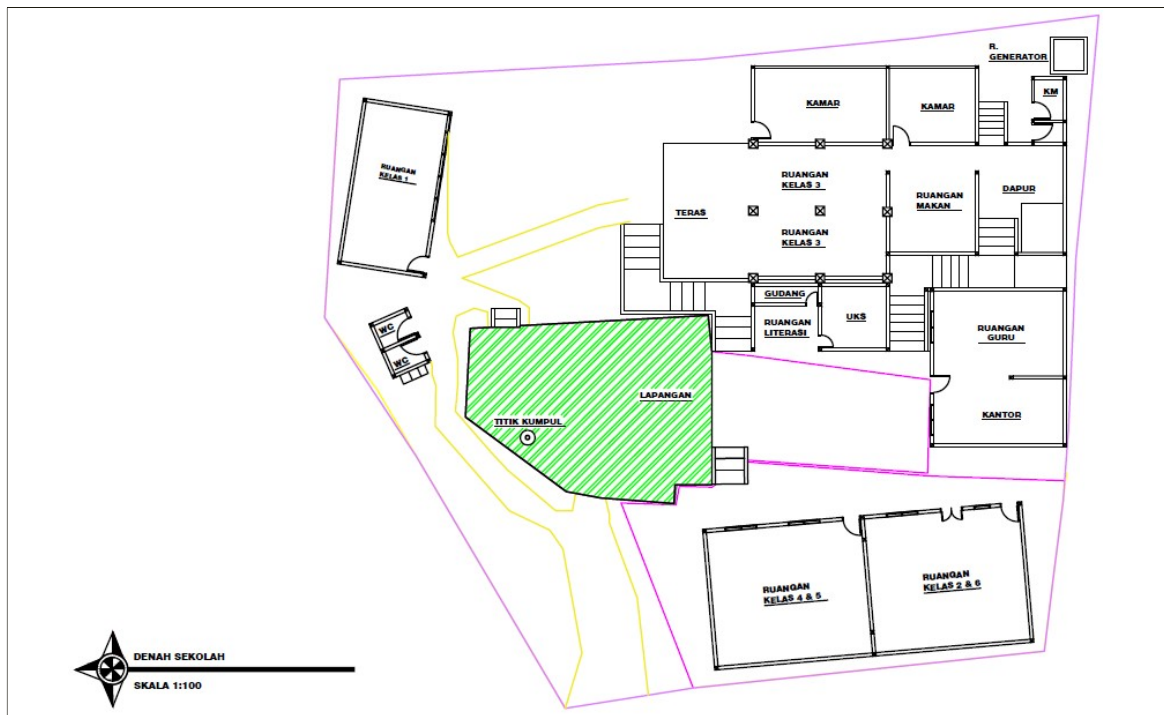 R.
GENERATOR
KM
KAMAR
KAMAR
RUANGAN
KELAS 1
RUANGAN
KELAS 3
RUANGAN
MAKAN
DAPUR
TERAS
RUANGAN
KELAS 3
GUDANG
RUANGAN
LITERASI
UKS
RUANGAN
GURU
WC
WC
LAPANGAN
TITIK KUMPUL
KANTOR
RUANGAN
KELAS 4 & 5
RUANGAN
KELAS 2 & 6
DENAH SEKOLAH
SKALA 1:100